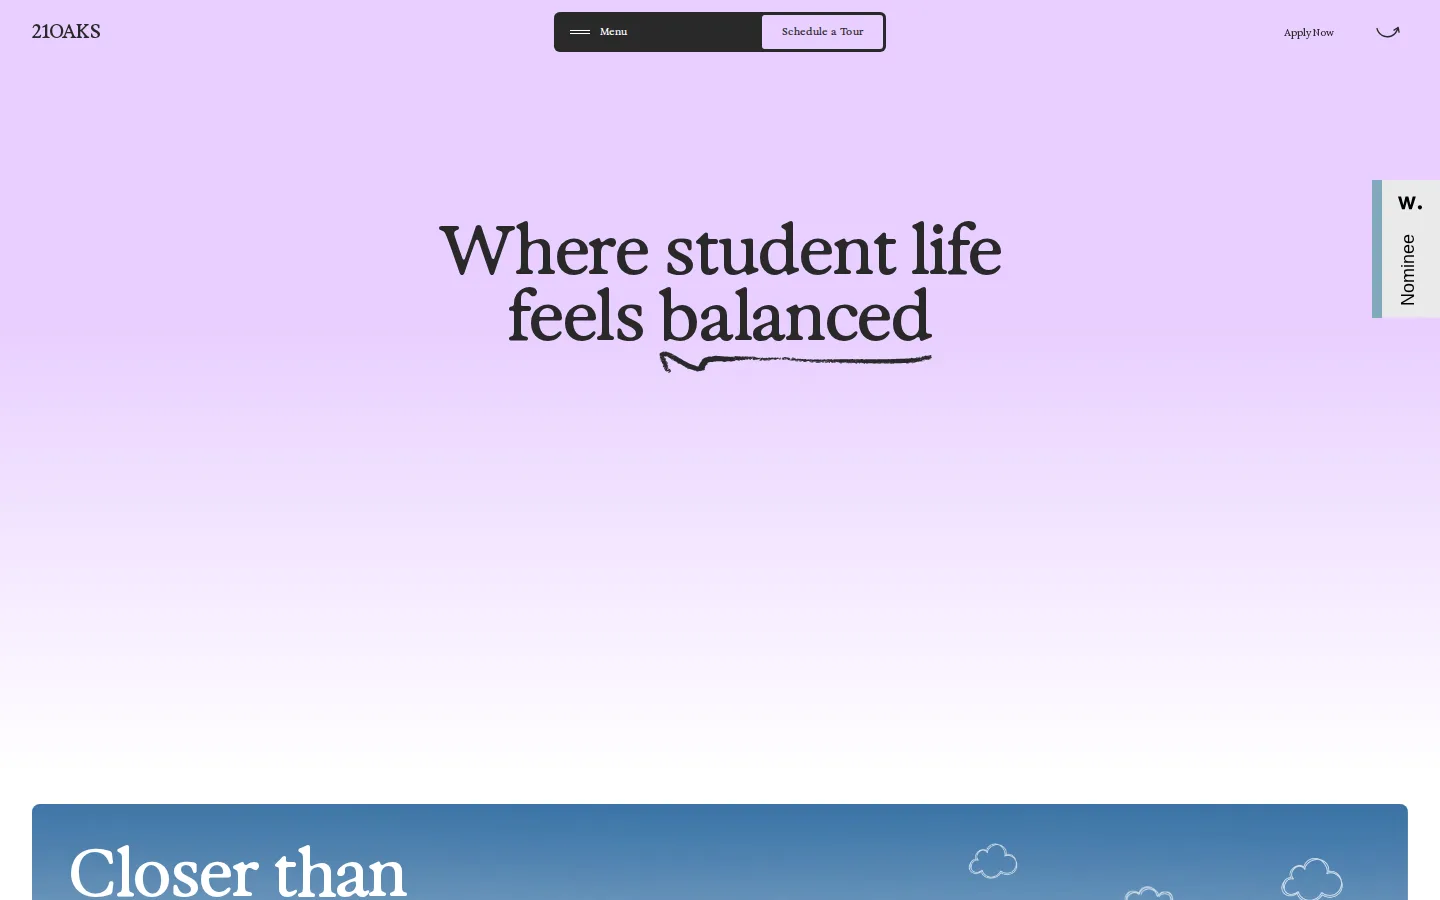 21OAKS
Menu
Schedule a Tour
Apply Now
W.
Nominee
Where student life
feels balanced
Closer than